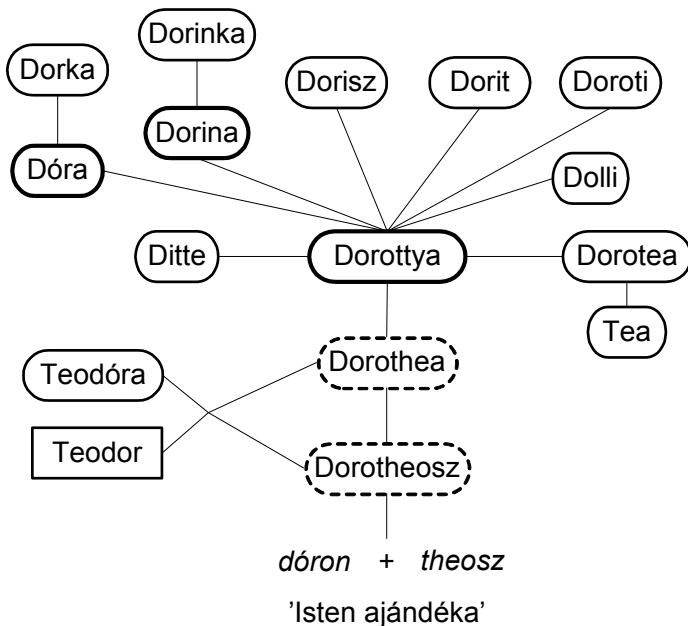 Dorinka
Dorka
Dorisz
Dorit
Doroti
Dorina
Dóra
Dolli
Ditte
Dorottya
Dorotea
Tea
Dorothea
Teodóra
Teodor
Dorotheosz
dóron + theosz
’Isten ajándéka’